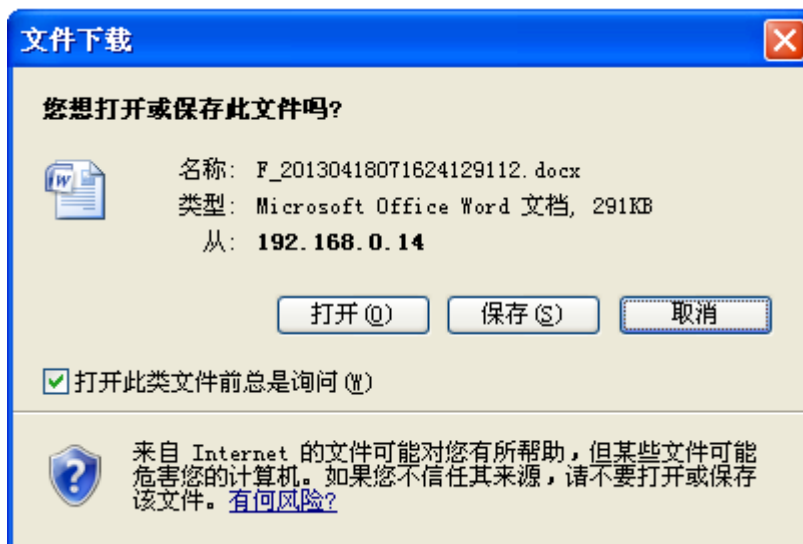 文件下载
您想打开或保存此文件吗?
W
名称: F_20130418071624129112.docx
类型: Microsoft Office Word 文档, 291KB
从: 192.168.0.14
打开(O) 保存(S) 取消
打开此类文件前总是询问(W)
来自 Internet 的文件可能对您有所帮助,但某些文件可能
危害您的计算机。如果您不信任其来源,请不要打开或保存
该文件。有何风险?